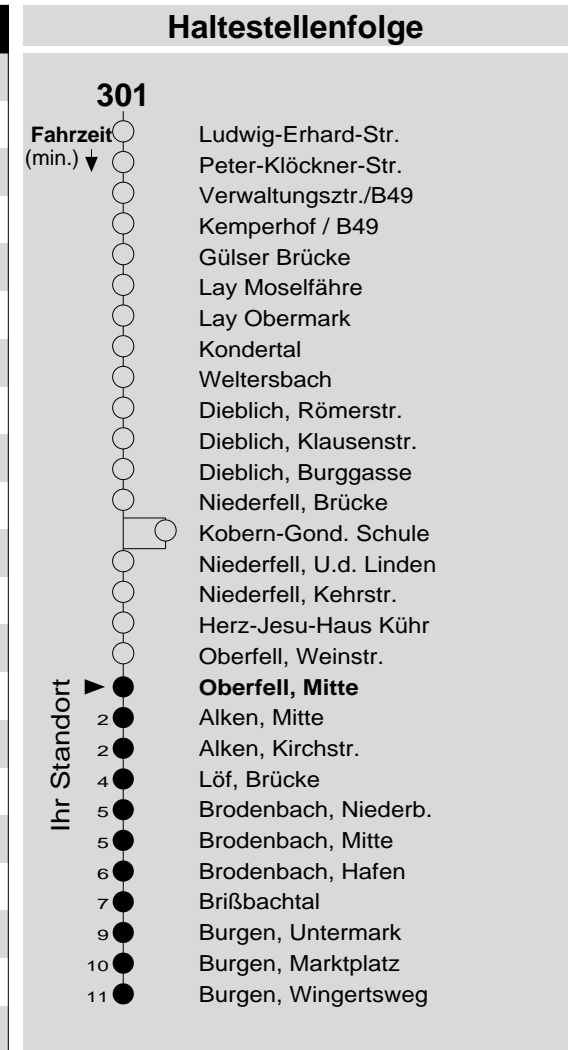 Haltestellenfolge
301
Fahrzeit
(min.)
Ludwig-Erhard-Str.
Peter-Klöckner-Str.
Verwaltungsztr./B49
Kemperhof / B49
Gülser Brücke
Lay Moselfähre
Lay Obermark
Kondertal
Weltersbach
Dieblich, Römerstr.
Dieblich, Klausenstr.
Dieblich, Burggasse
Niederfell, Brücke
Kobern-Gond. Schule
Niederfell, U.d. Linden
Niederfell, Kehrstr.
Herz-Jesu-Haus Kühr
Oberfell, Weinstr.
Ihr Standort
Oberfell, Mitte
2 Alken, Mitte
2 Alken, Kirchstr.
4 Löf, Brücke
5 Brodenbach, Niederb.
5 Brodenbach, Mitte
6 Brodenbach, Hafen
7 Brißbachtal
9 Burgen, Untermark
10 Burgen, Marktplatz
11 Burgen, Wingertsweg